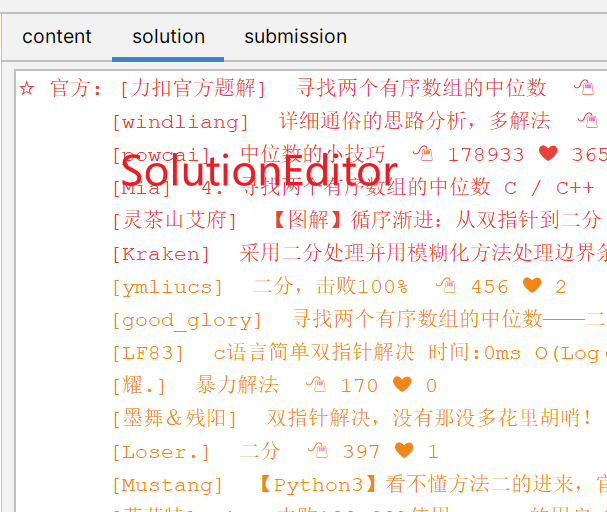 content solution submission
☆ 官方: [力扣官方题解] 寻找两个有序数组的中位数
[windliang] 详细通俗的思路分析，多解法
[powcai] 中位数的小技巧 178933 ♥ 365
SolutionEditor
[Mia] 4. 寻找两个有序数组的中位数 C / C++
[灵茶山艾府] 【图解】循序渐进：从双指针到二分
[Kraken] 采用二分处理并用模糊化方法处理边界条
[ymliucs] 二分，击败100% 456 ♥ 2
[good_glory] 寻找两个有序数组的中位数——二
[LF83] c语言简单双指针解决 时间:0ms O(Log(
[耀.] 暴力解法 170 ♥ 0
[墨舞＆残阳] 双指针解决，没有那没多花里胡哨！
[Loser.] 二分 397 ♥ 1
[Mustang] 【Python3】看不懂方法二的进来，官